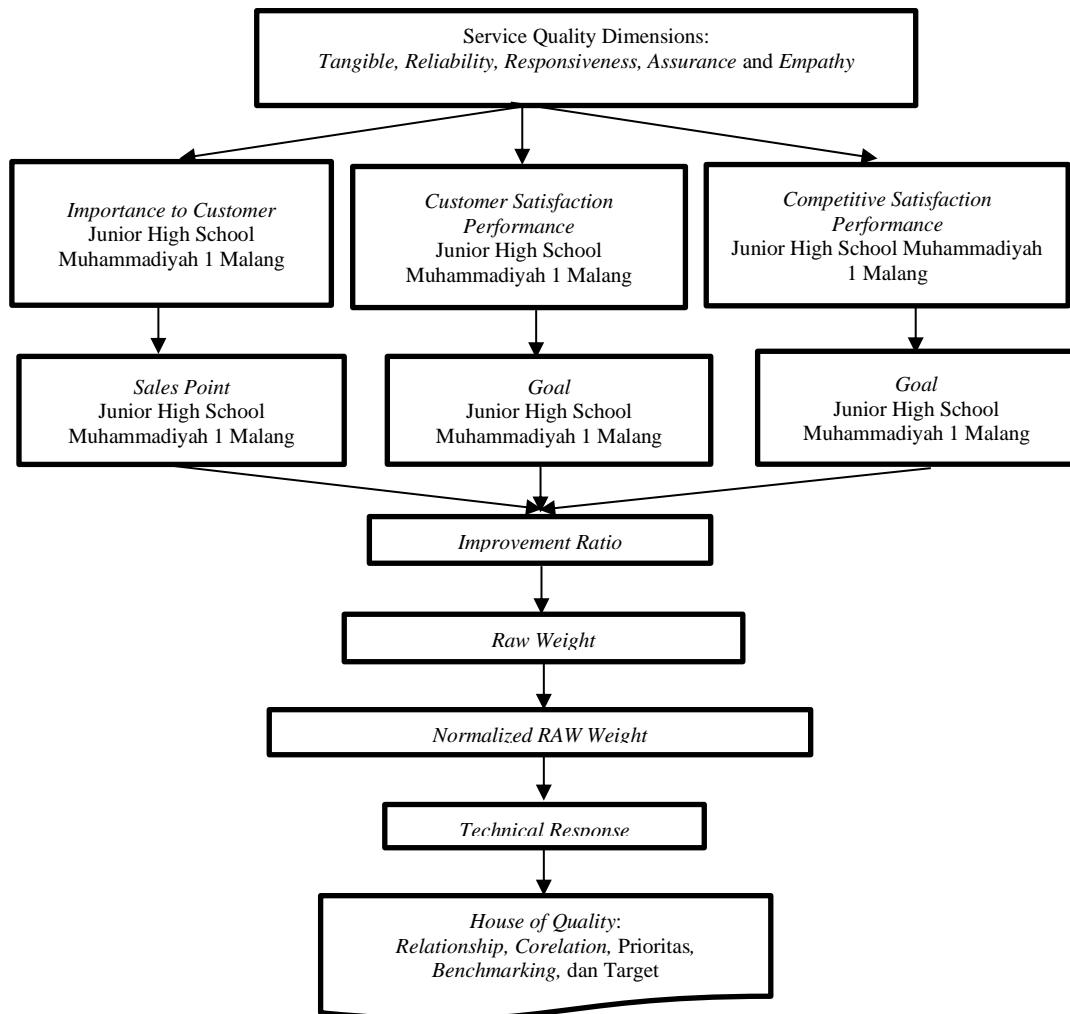 Service Quality Dimensions:
Tangible, Reliability, Responsiveness, Assurance and Empathy
Importance to Customer
Junior High School
Muhammadiyah 1 Malang
Customer Satisfaction
Performance
Junior High School
Muhammadiyah 1 Malang
Competitive Satisfaction
Performance
Junior High School Muhammadiyah
1 Malang
Sales Point
Junior High School
Muhammadiyah 1 Malang
Goal
Junior High School
Muhammadiyah 1 Malang
Goal
Junior High School
Muhammadiyah 1 Malang
Improvement Ratio
Raw Weight
Normalized RAW Weight
Technical Response
House of Quality:
Relationship, Corelation, Prioritas,
Benchmarking, dan Target